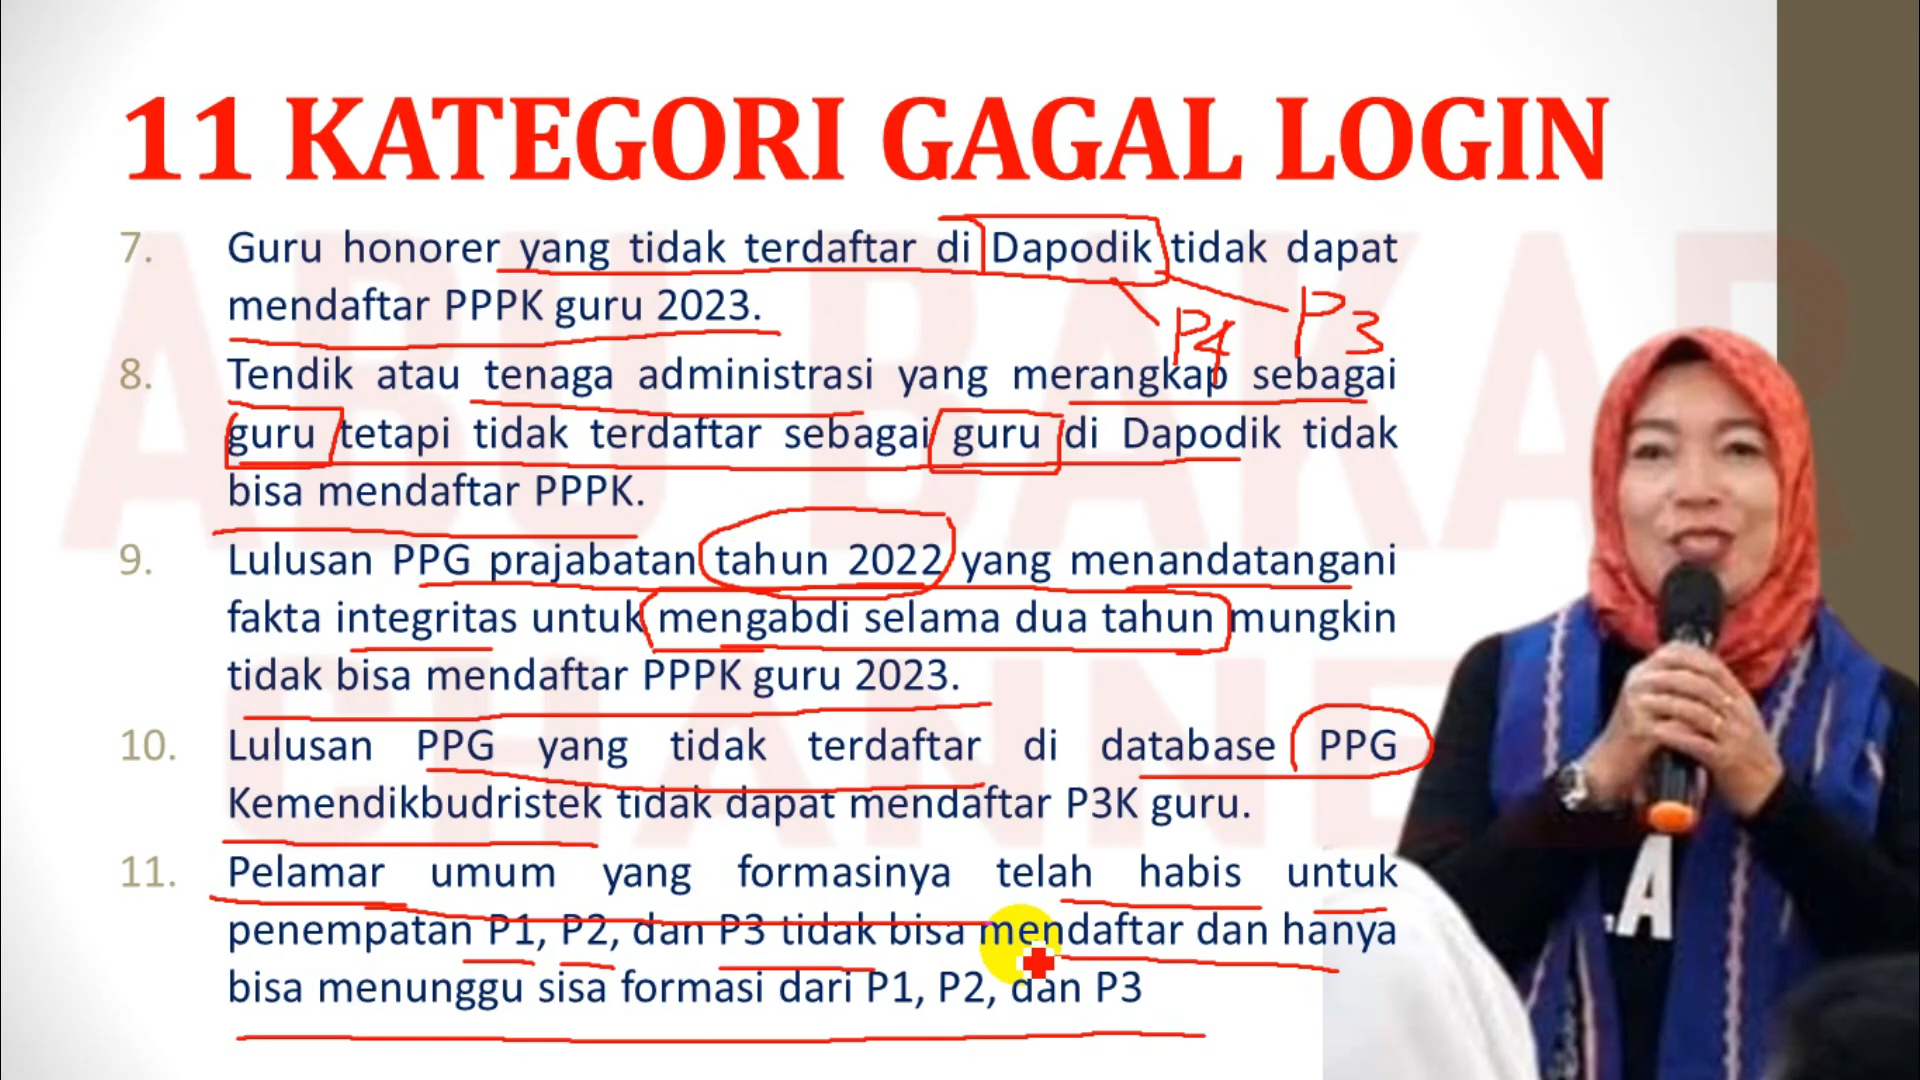 11 KATEGORI GAGAL LOGIN
7. Guru honorer yang tidak terdaftar di Dapodik tidak dapat
mendaftar PPPK guru 2023.
P4 P3
8. Tendik atau tenaga administrasi yang merangkap sebagai
guru tetapi tidak terdaftar sebagai guru di Dapodik tidak
bisa mendaftar PPPK.
9. Lulusan PPG prajabatan tahun 2022 yang menandatangani
fakta integritas untuk mengabdi selama dua tahun mungkin
tidak bisa mendaftar PPPK guru 2023.
10. Lulusan PPG yang tidak terdaftar di database PPG
Kemendikbudristek tidak dapat mendaftar P3K guru.
11. Pelamar umum yang formasinya telah habis untuk
penempatan P1, P2, dan P3 tidak bisa mendaftar dan hanya
bisa menunggu sisa formasi dari P1, P2, dan P3
ABU BAKAR
CHANNEL